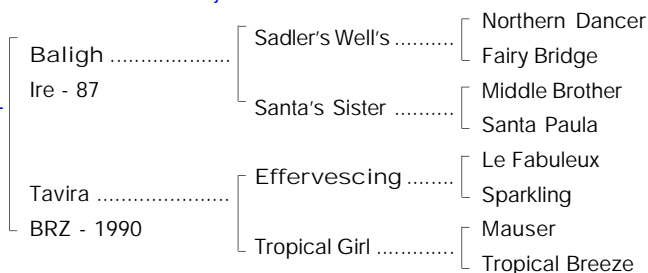 Northern Dancer
Sadler's Well's ..........
Fairy Bridge
Baligh ....................
Ire - 87
Middle Brother
Santa's Sister ..........
Santa Paula
Le Fabuleux
Effervescing ........
Sparkling
Tavira ......................
BRZ - 1990
Mauser
Tropical Girl .............
Tropical Breeze